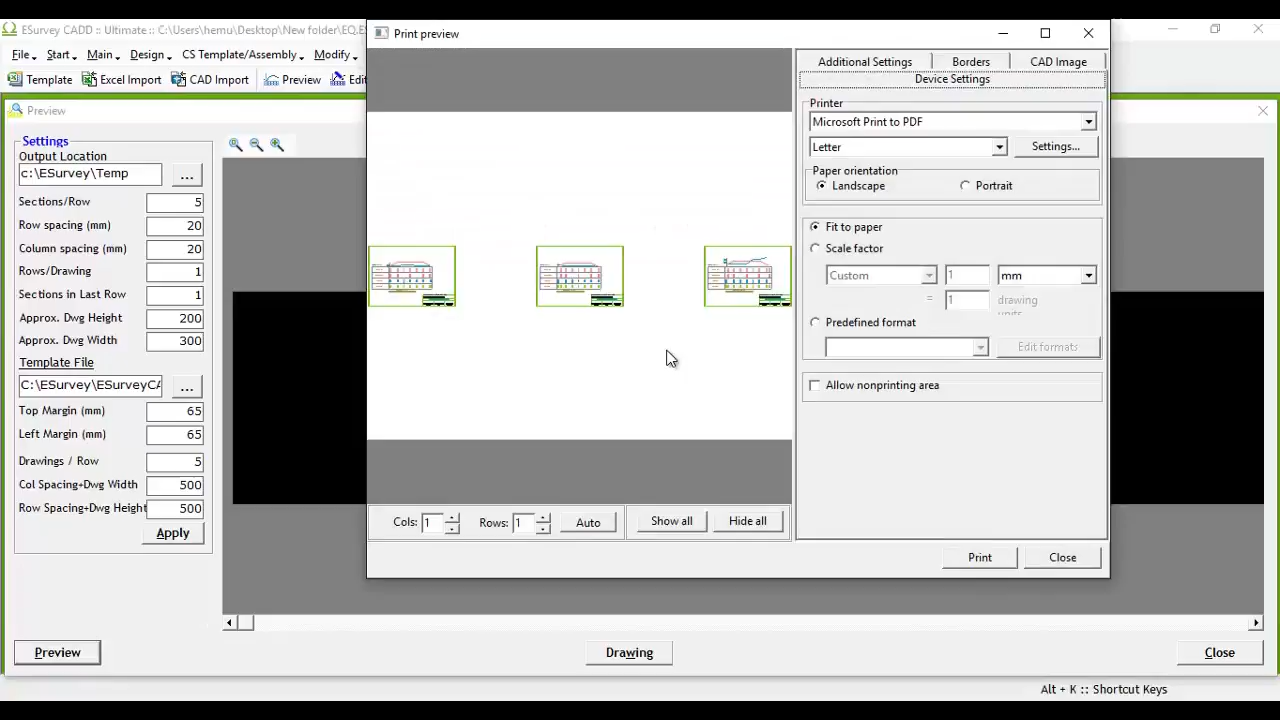 ESurvey CADD :: Ultimate :: C:\Users\hemu\Desktop\New folder\EQ.E
File Start Main Design CS Template/Assembly Modify
Template Excel Import CAD Import Preview Edit
Preview
Settings
Output Location
c:\ESurvey\Temp ...
Sections/Row 5
Row spacing (mm) 20
Column spacing (mm) 20
Rows/Drawing 1
Sections in Last Row 1
Approx. Dwg Height 200
Approx. Dwg Width 300
Template File
C:\ESurvey\ESurveyCA ...
Top Margin (mm) 65
Left Margin (mm) 65
Drawings / Row 5
Col Spacing+Dwg Width 500
Row Spacing+Dwg Height 500
Apply
Preview
Drawing
Close
Alt + K :: Shortcut Keys
Print preview
Cols: 1 Rows: 1 Auto Show all Hide all
Additional Settings Borders CAD Image
Device Settings
Printer
Microsoft Print to PDF
Letter Settings...
Paper orientation
Landscape Portrait
Fit to paper
Scale factor
Custom 1 mm
= 1 drawing
units
Predefined format
Edit formats
Allow nonprinting area
Print Close